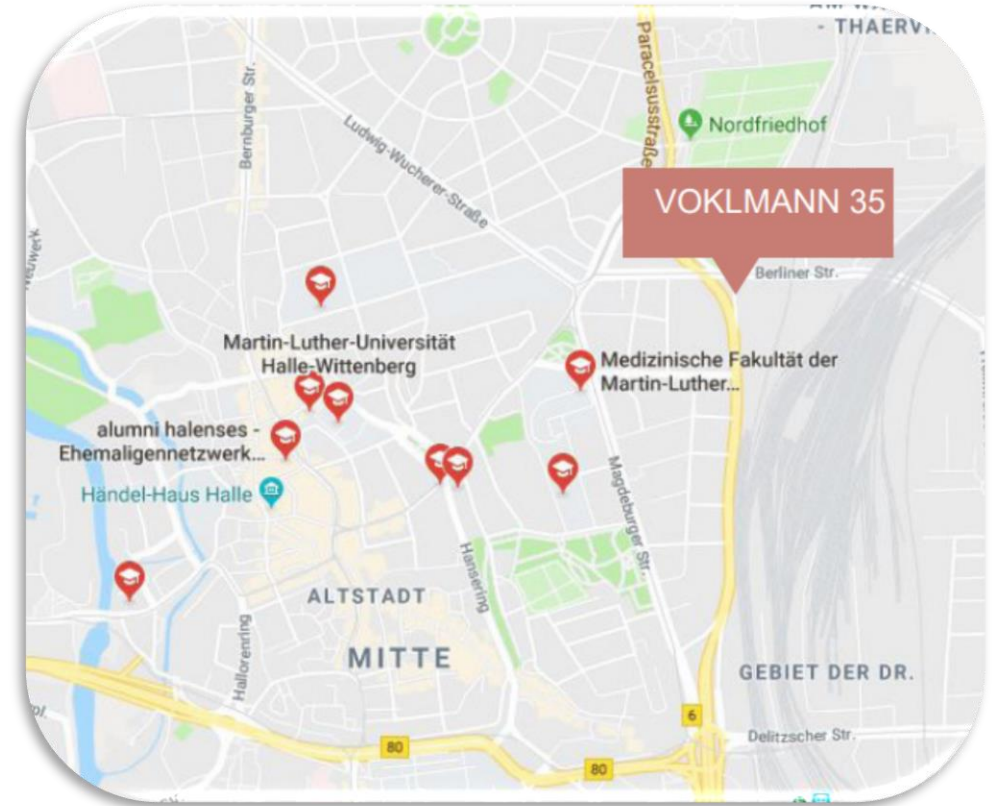 - THAERVI
Paracelsusstraße
Bernburger Str.
Ludwig-Wucherer-Straße
Nordfriedhof
VOKLMANN 35
Neuwerk
Berliner Str.
Martin-Luther-Universität
Halle-Wittenberg
Medizinische Fakultät der
Martin-Luther...
alumni halenses -
Ehemaligennetzwerk...
Händel-Haus Halle
Magdeburger Str.
Hansering
ALTSTADT
Hallorenring
MITTE
GEBIET DER DR.
6
Delitzscher Str.
80
80